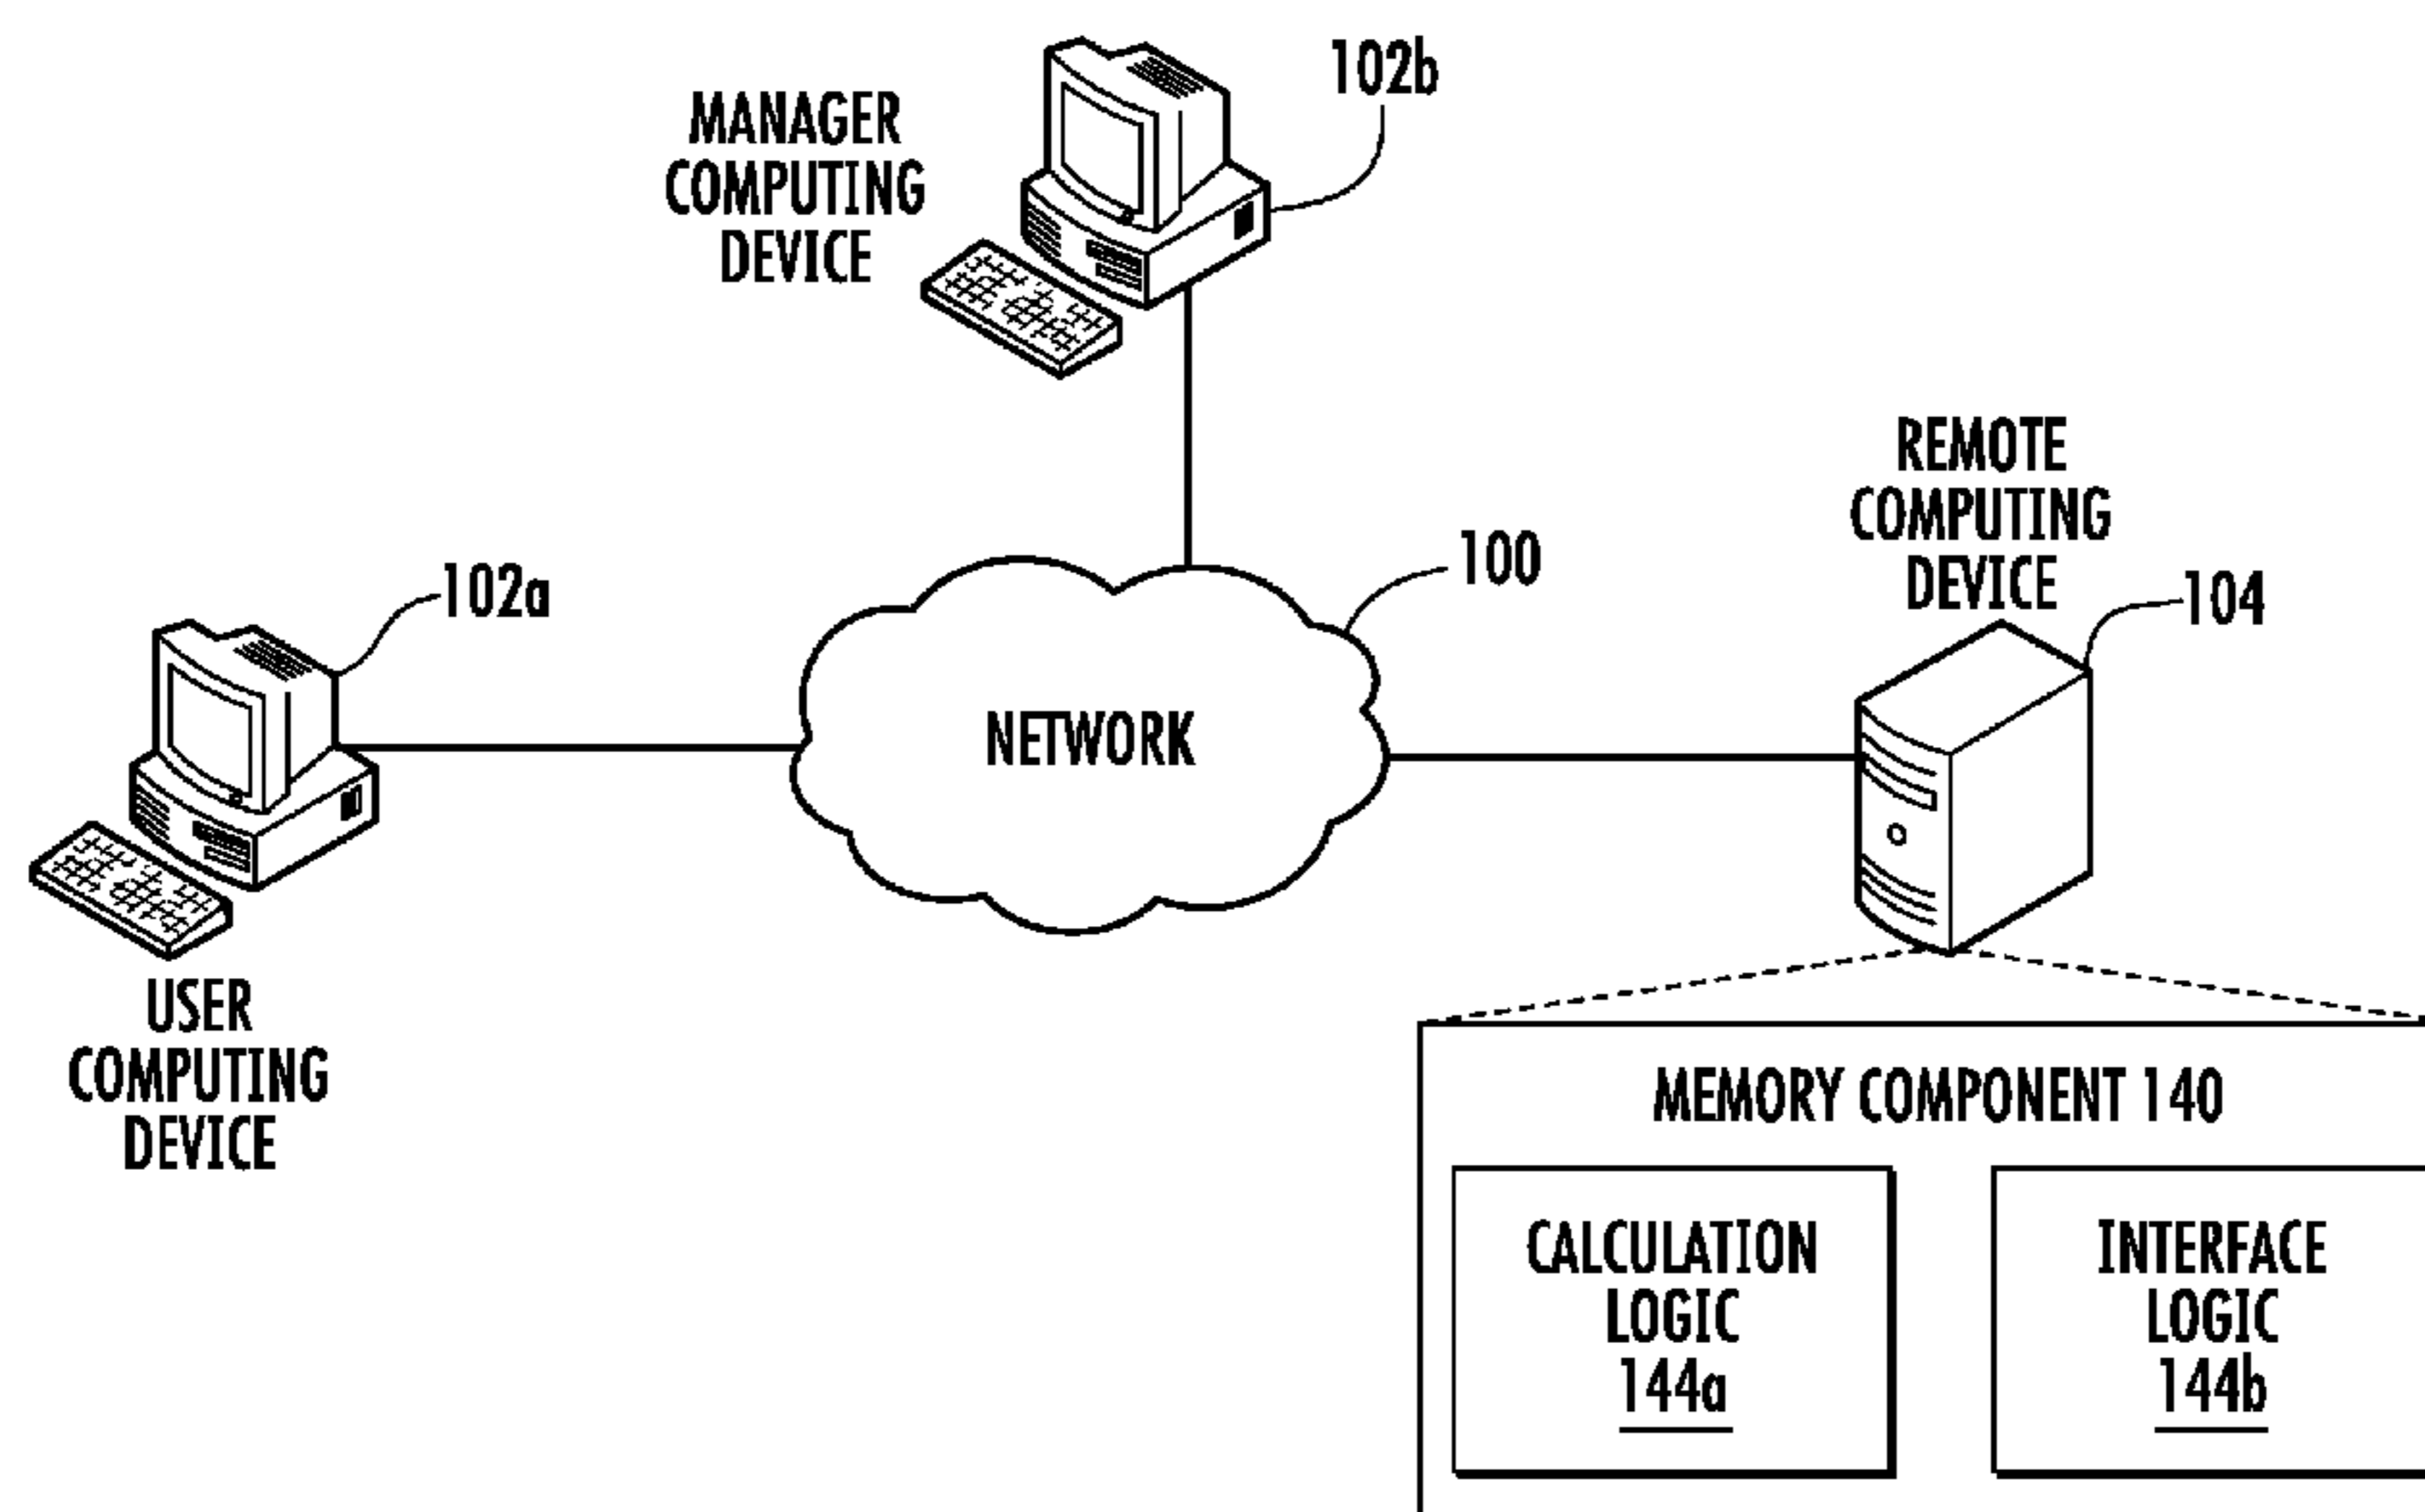 MANAGER
COMPUTING
DEVICE
102b
REMOTE
COMPUTING
DEVICE
104
100
102a
NETWORK
USER
COMPUTING
DEVICE
MEMORY COMPONENT 140
CALCULATION
LOGIC
144a
INTERFACE
LOGIC
144b